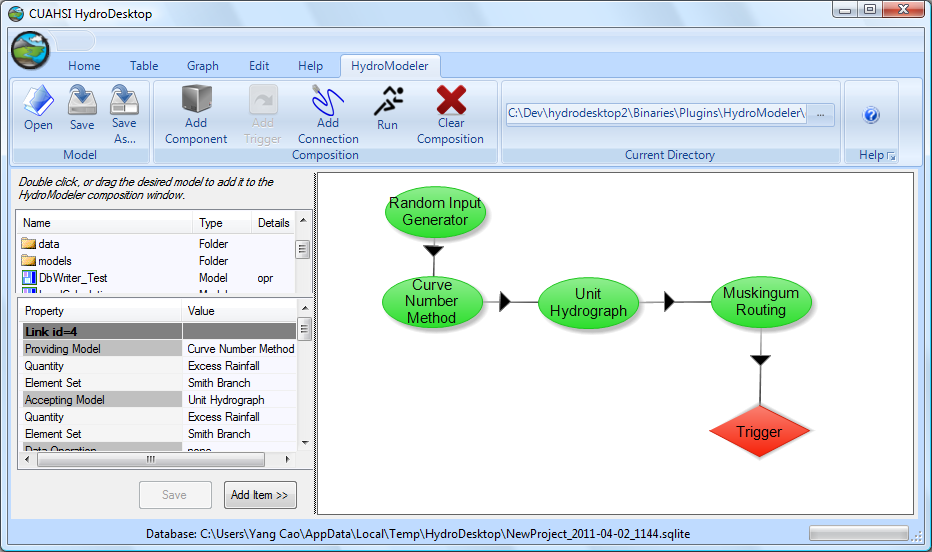 CUAHSI HydroDesktop
Home Table Graph Edit Help HydroModeler
Open Save Save As...
Model
Add Component Add Trigger Add Connection Run Clear Composition
Composition
C:\Dev\hydrodesktop2\Binaries\Plugins\HydroModeler\ ...
Current Directory
Help
Double click, or drag the desired model to add it to the
HydroModeler composition window.
Name Type Details
data Folder
models Folder
DbWriter_Test Model opr
Property Value
Link id=4
Providing Model Curve Number Method
Quantity Excess Rainfall
Element Set Smith Branch
Accepting Model Unit Hydrograph
Quantity Excess Rainfall
Element Set Smith Branch
Data Operation none
Save Add Item >>
Random Input
Generator
Curve
Number
Method
Unit
Hydrograph
Muskingum
Routing
Trigger
Database: C:\Users\Yang Cao\AppData\Local\Temp\HydroDesktop\NewProject_2011-04-02_1144.sqlite